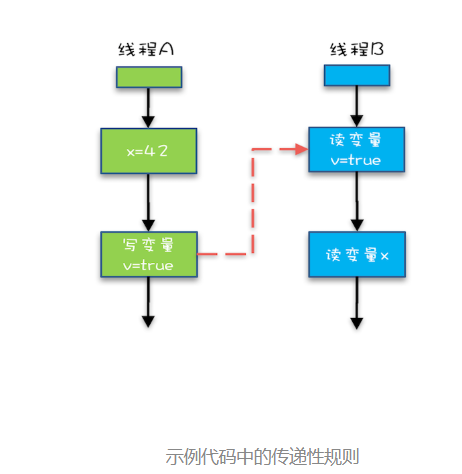 线程A
线程B
x=42
读变量
v=true
写变量
v=true
读变量x
示例代码中的传递性规则